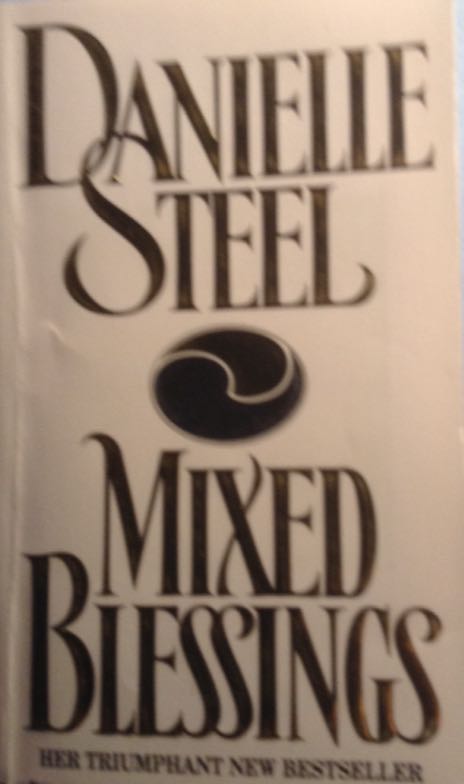 DANIELLE
STEEL
MIXED
BLESSINGS
HER TRIUMPHANT NEW BESTSELLER